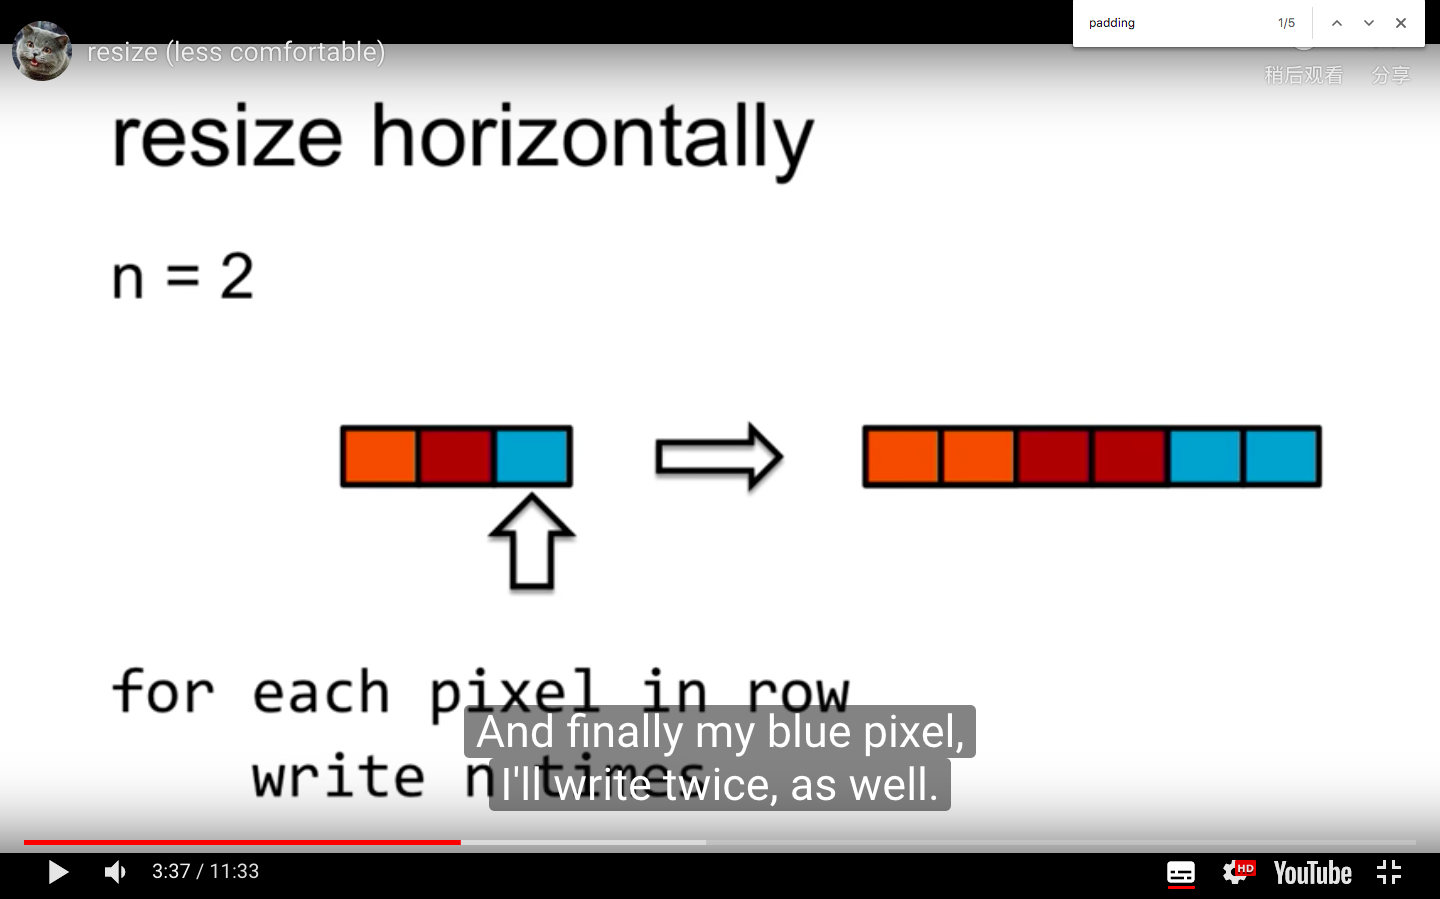 padding 1/5
resize (less comfortable)
稍后观看 分享
resize horizontally
n = 2
for each pixel in row
write n times
And finally my blue pixel,
I'll write twice, as well.
3:37 / 11:33
HD
YouTube